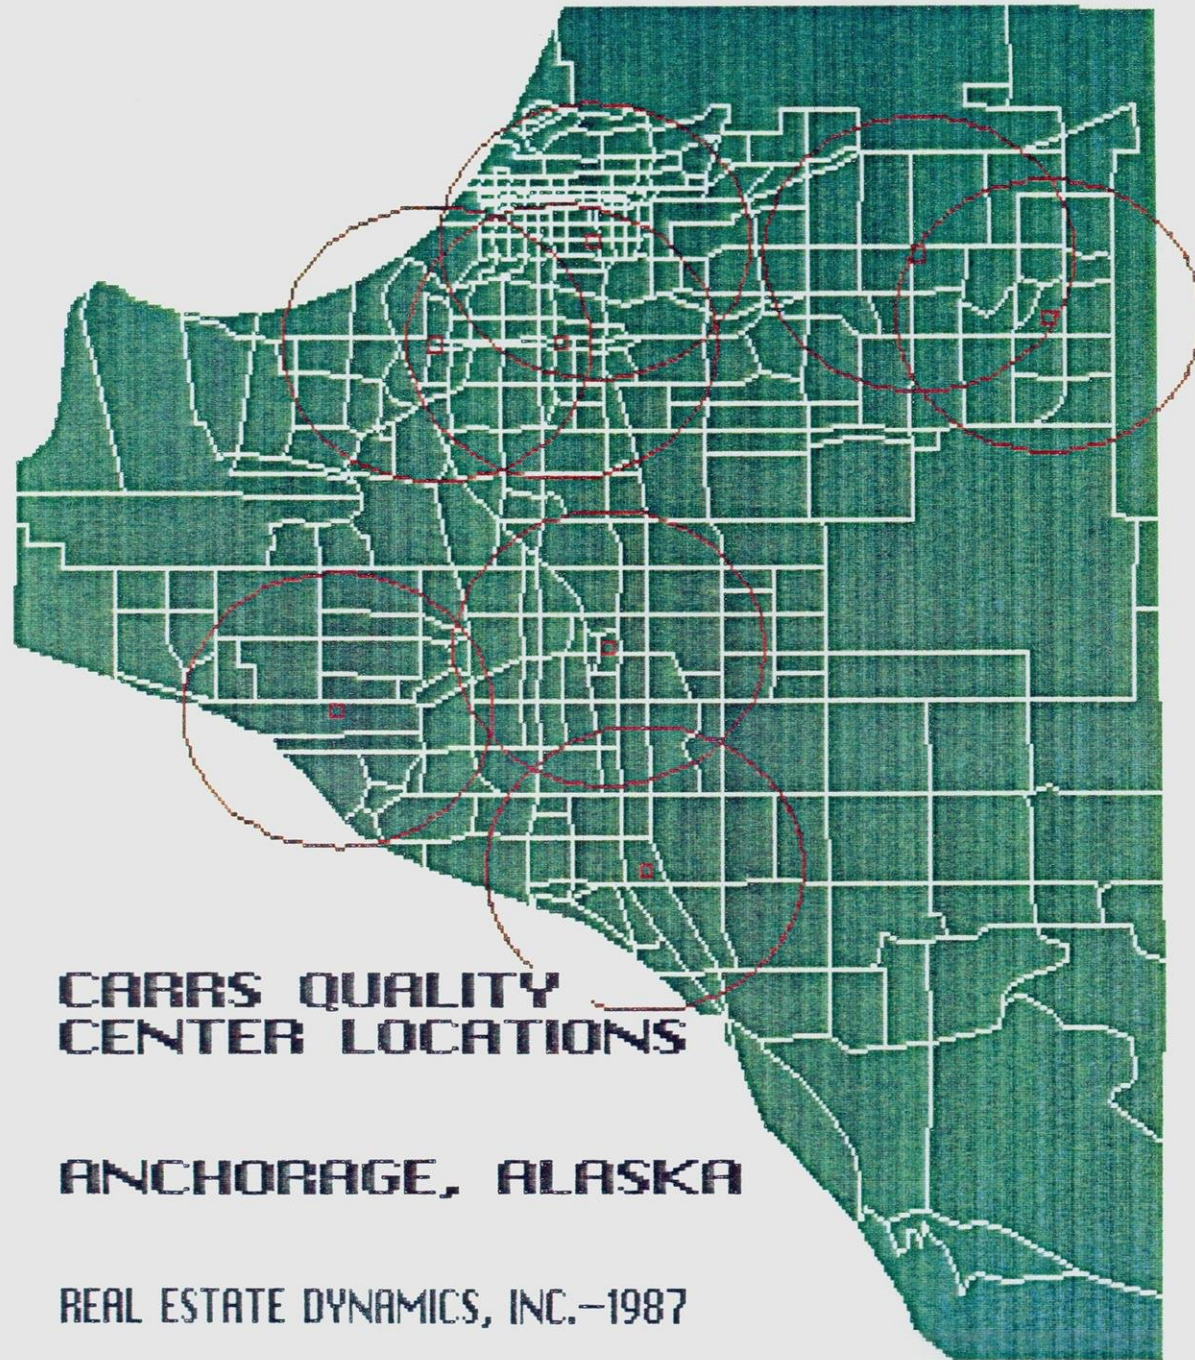 CARRS QUALITY
CENTER LOCATIONS
ANCHORAGE, ALASKA
REAL ESTATE DYNAMICS, INC.-1987